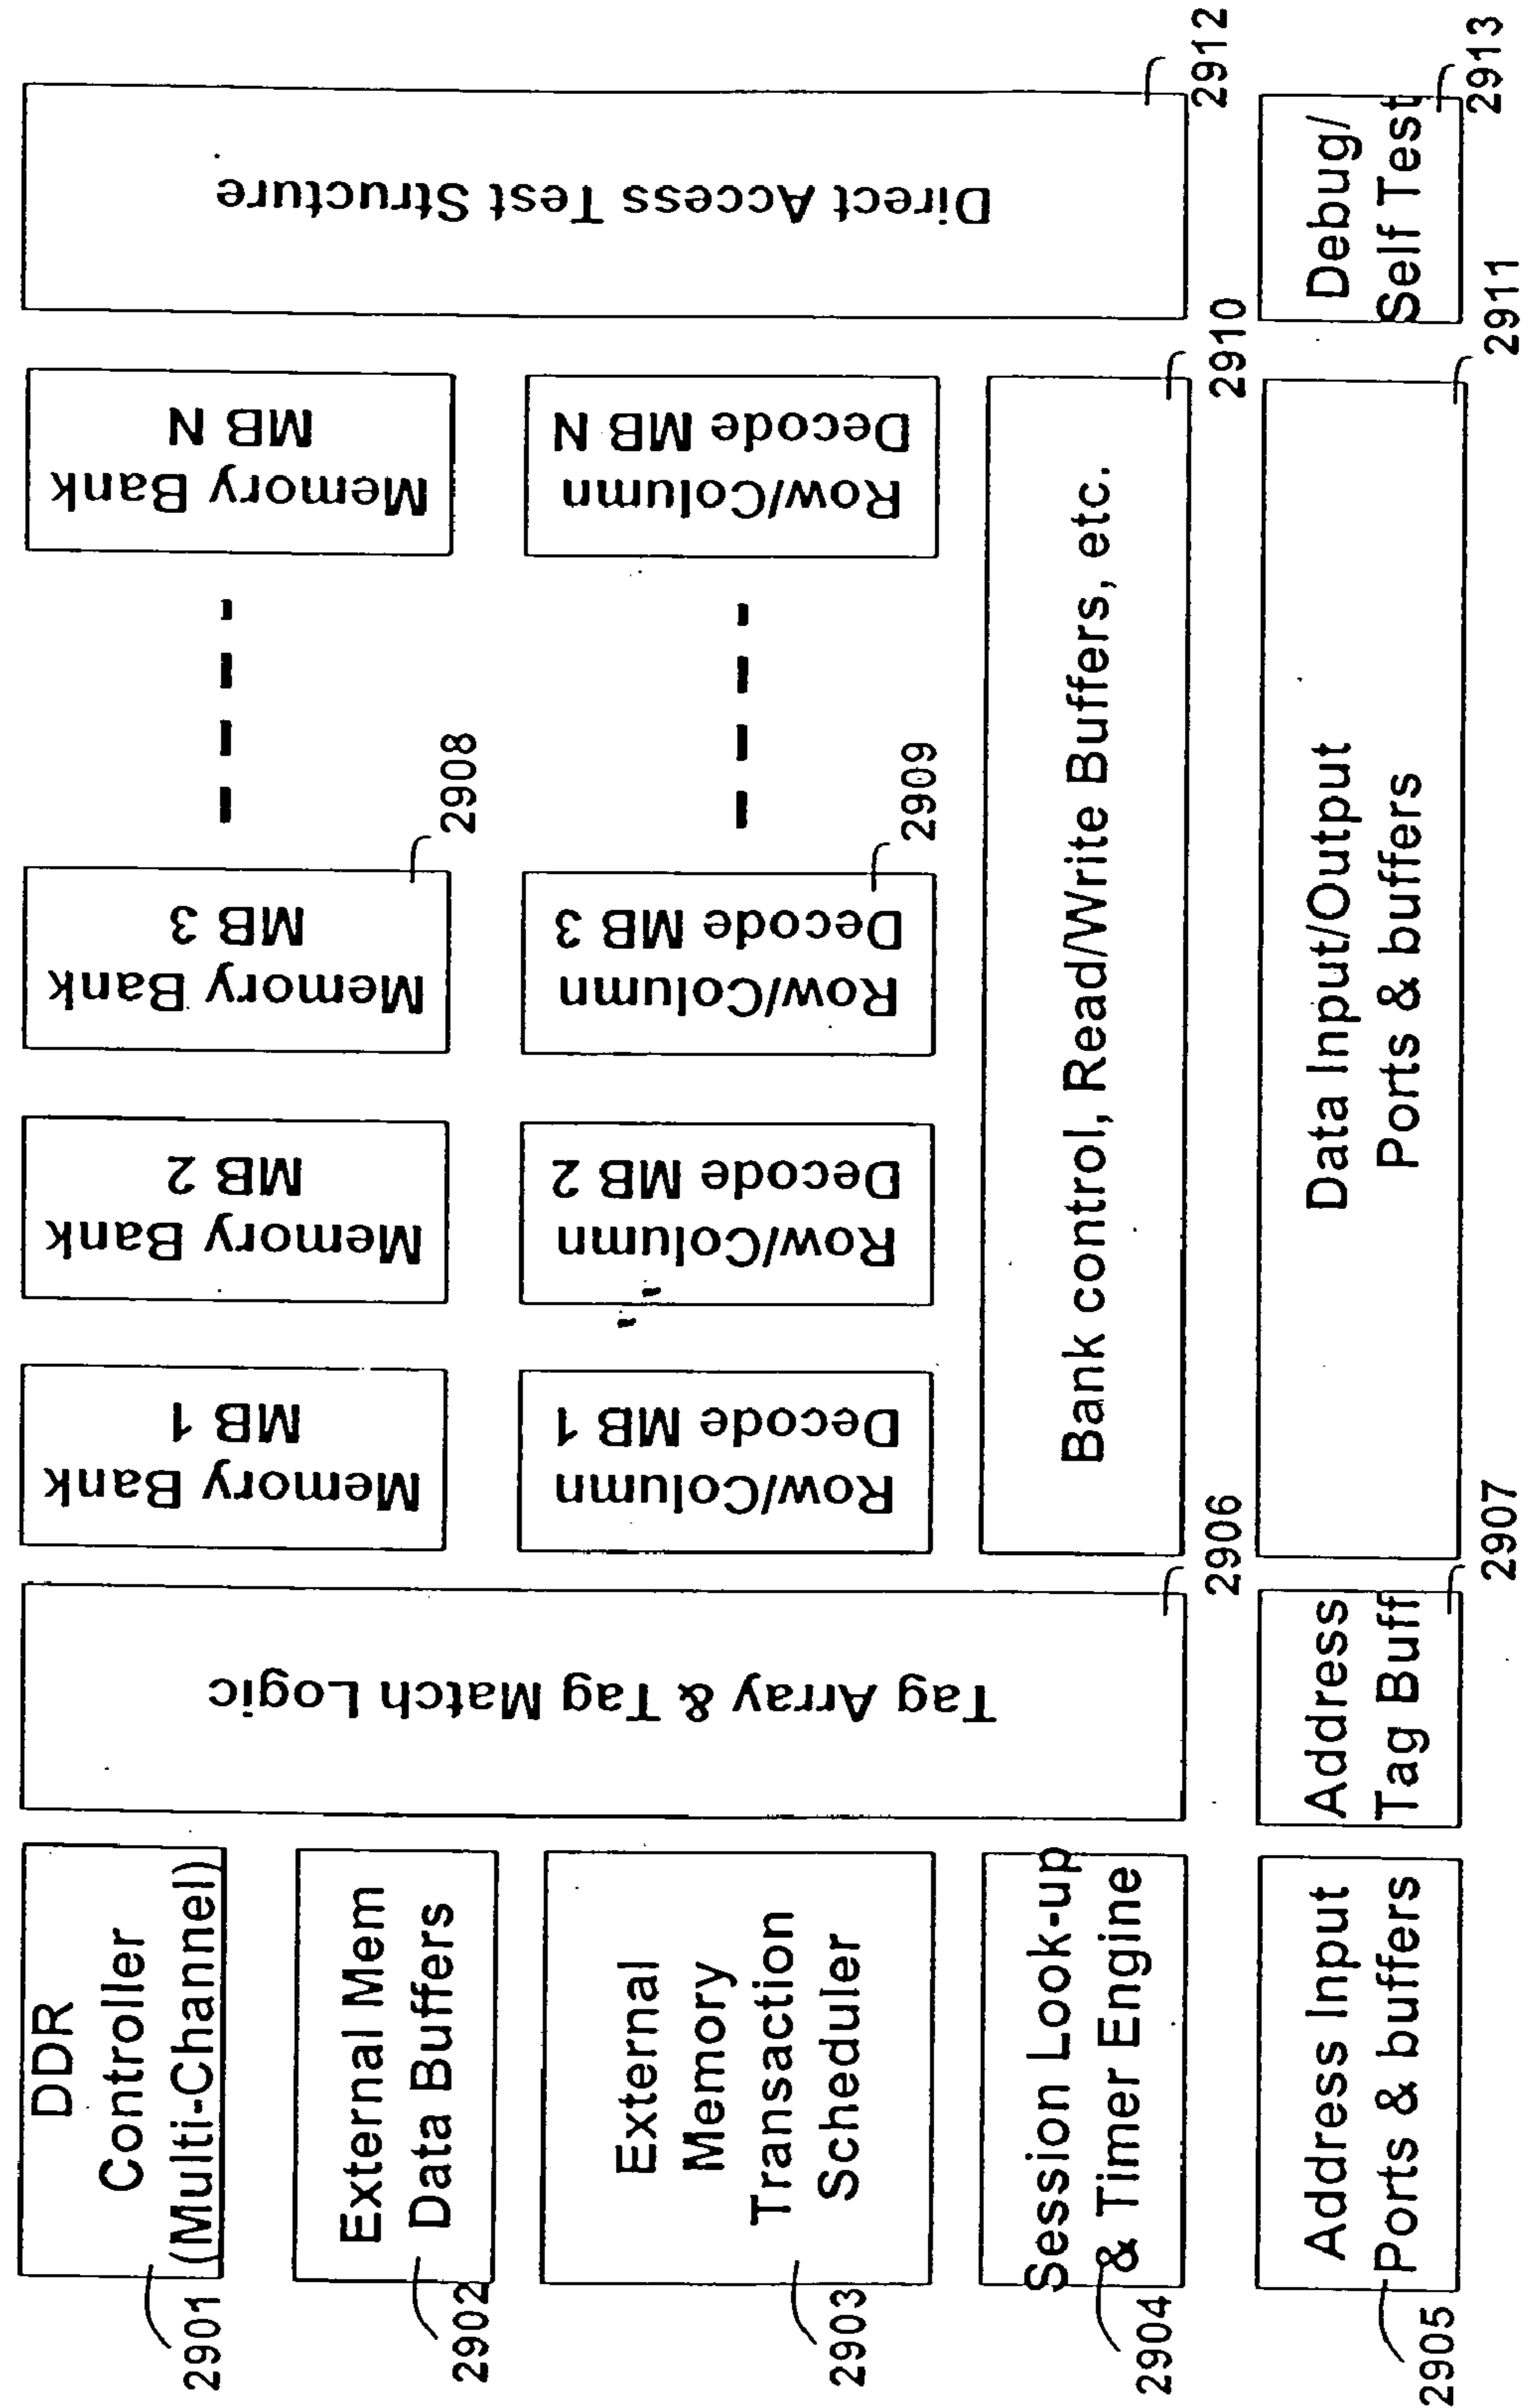 DDR
Controller
(Multi-Channel)
2901
External Mem
Data Buffers
2902
External
Memory
Transaction
Scheduler
2903
Session Look-up
& Timer Engine
2904
Address Input
Ports & buffers
2905
Tag Array & Tag Match Logic
2906
Address
Tag Buff
2907
Memory Bank
MB 1
Memory Bank
MB 2
Memory Bank
MB 3
2908
Memory Bank
MB N
Row/Column
Decode MB 1
Row/Column
Decode MB 2
Row/Column
Decode MB 3
2909
Row/Column
Decode MB N
Bank control, Read/Write Buffers, etc.
2910
Data Input/Output
Ports & buffers
2911
Direct Access Test Structure
2912
Debug/
Self Test
2913